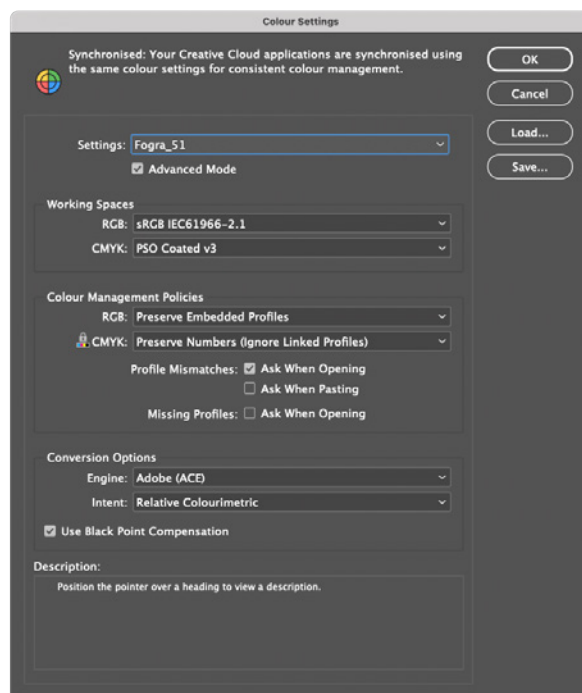 Colour Settings
Synchronised: Your Creative Cloud applications are synchronised using
the same colour settings for consistent colour management.
OK
Cancel
Load...
Save...
Settings: Fogra_51
Advanced Mode
Working Spaces
RGB: sRGB IEC61966-2.1
CMYK: PSO Coated v3
Colour Management Policies
RGB: Preserve Embedded Profiles
CMYK: Preserve Numbers (Ignore Linked Profiles)
Profile Mismatches: Ask When Opening
Ask When Pasting
Missing Profiles: Ask When Opening
Conversion Options
Engine: Adobe (ACE)
Intent: Relative Colourimetric
Use Black Point Compensation
Description:
Position the pointer over a heading to view a description.